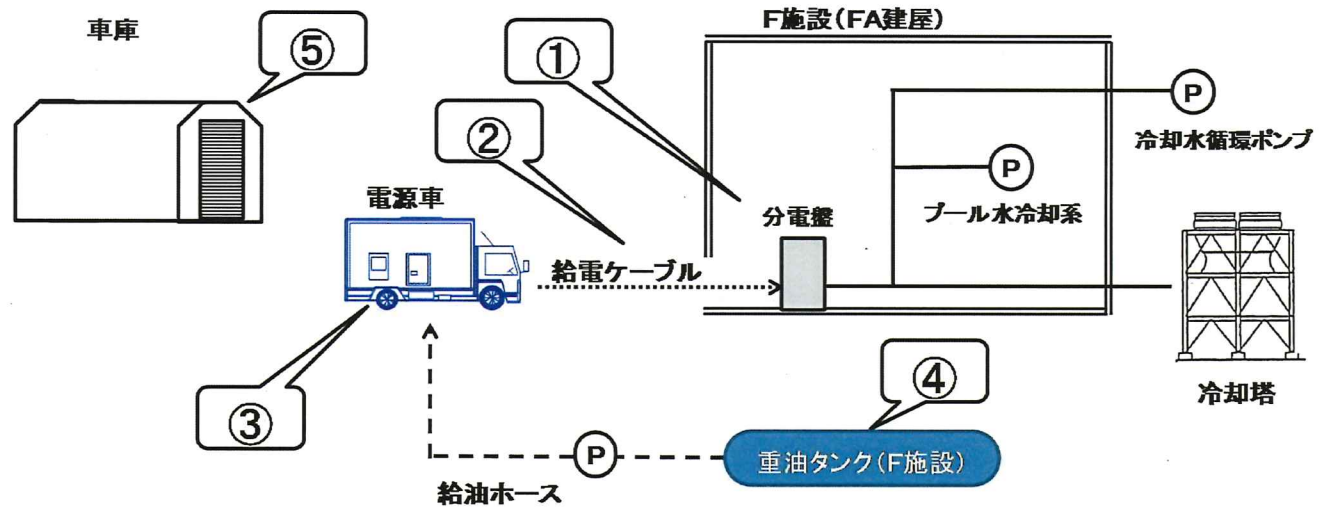 車庫
⑤
F施設(FA建屋)
①
②
P
冷却水循環ポンプ
P
プール水冷却系
電源車
分電盤
給電ケーブル
③
④
冷却塔
P
重油タンク(F施設)
給油ホース